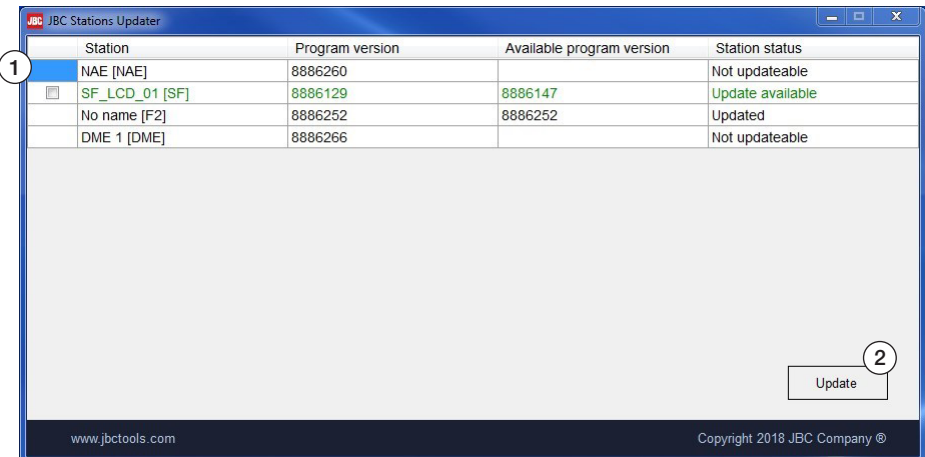 JBC JBC Stations Updater
Station Program version Available program version Station status
1
NAE [NAE] 8886260 Not updateable
SF_LCD_01 [SF] 8886129 8886147 Update available
No name [F2] 8886252 8886252 Updated
DME 1 [DME] 8886266 Not updateable
2
Update
www.jbctools.com Copyright 2018 JBC Company ®